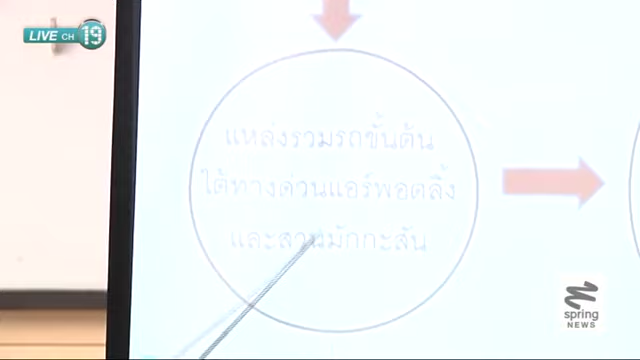 LIVE CH 19
แหล่งรวมรถขั้นต้น
ใต้ทางด่วนแอร์พอตลิ้ง
และลานมักกะสัน
spring
NEWS